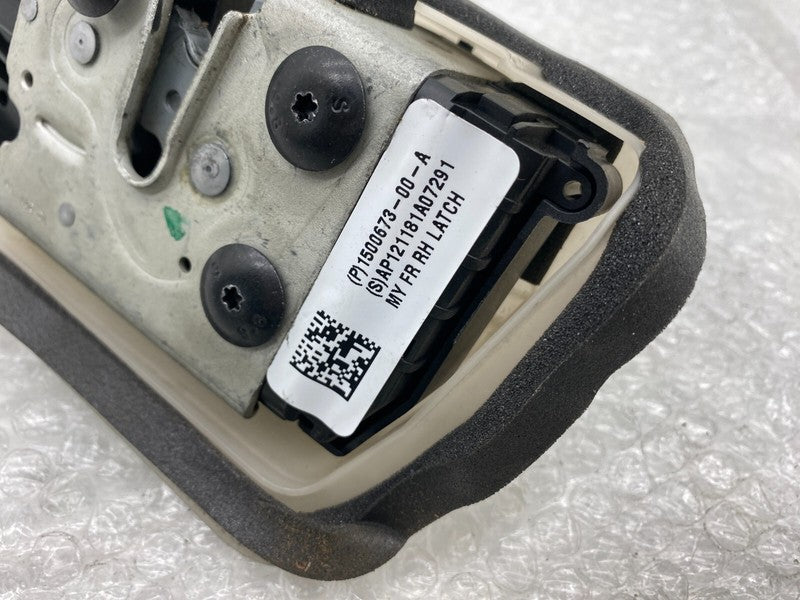 (P)1500673-00-A
(S)AP121181A07291
MY FR RH LATCH